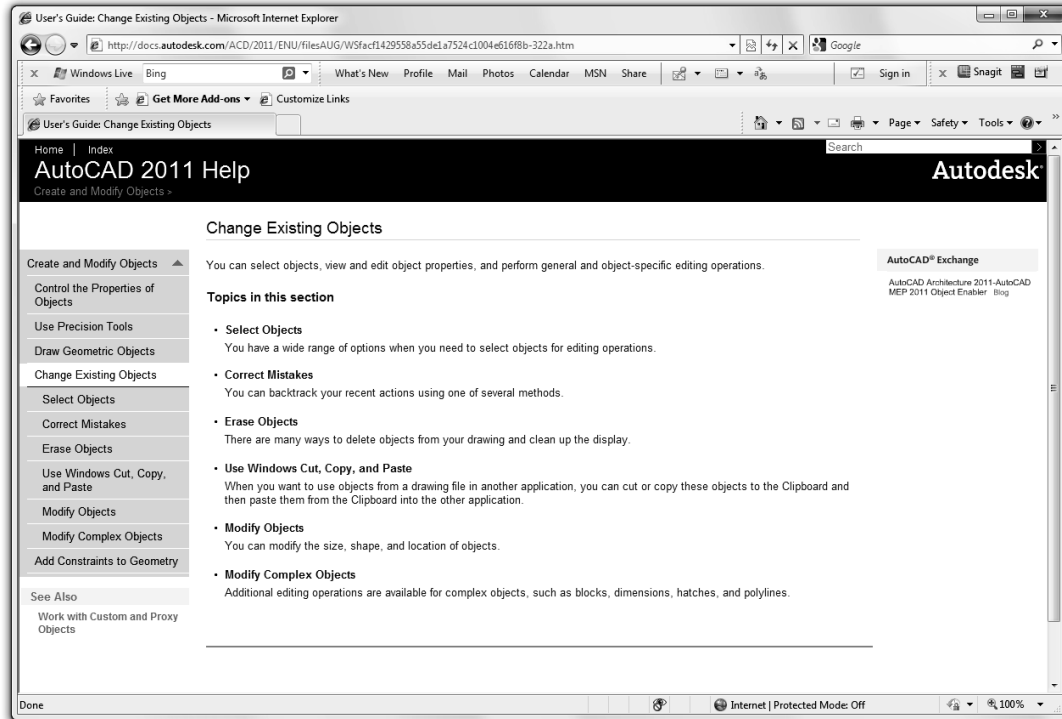 User's Guide: Change Existing Objects - Microsoft Internet Explorer
http://docs.autodesk.com/ACD/2011/ENU/filesAUG/WSfacf1429558a55de1a7524c1004e616f8b-322a.htm
Google
x Windows Live Bing What's New Profile Mail Photos Calendar MSN Share Sign in x Snagit
Favorites Get More Add-ons Customize Links
User's Guide: Change Existing Objects
Page Safety Tools
Home | Index
Search
AutoCAD 2011 Help
Autodesk
Create and Modify Objects >
Create and Modify Objects
Control the Properties of
Objects
Use Precision Tools
Draw Geometric Objects
Change Existing Objects
Select Objects
Correct Mistakes
Erase Objects
Use Windows Cut, Copy,
and Paste
Modify Objects
Modify Complex Objects
Add Constraints to Geometry
See Also
Work with Custom and Proxy
Objects
Change Existing Objects
You can select objects, view and edit object properties, and perform general and object-specific editing operations.
Topics in this section
• Select Objects
You have a wide range of options when you need to select objects for editing operations.
• Correct Mistakes
You can backtrack your recent actions using one of several methods.
• Erase Objects
There are many ways to delete objects from your drawing and clean up the display.
• Use Windows Cut, Copy, and Paste
When you want to use objects from a drawing file in another application, you can cut or copy these objects to the Clipboard and
then paste them from the Clipboard into the other application.
• Modify Objects
You can modify the size, shape, and location of objects.
• Modify Complex Objects
Additional editing operations are available for complex objects, such as blocks, dimensions, hatches, and polylines.
AutoCAD® Exchange
AutoCAD Architecture 2011-AutoCAD
MEP 2011 Object Enabler Blog
Done
Internet | Protected Mode: Off
100%